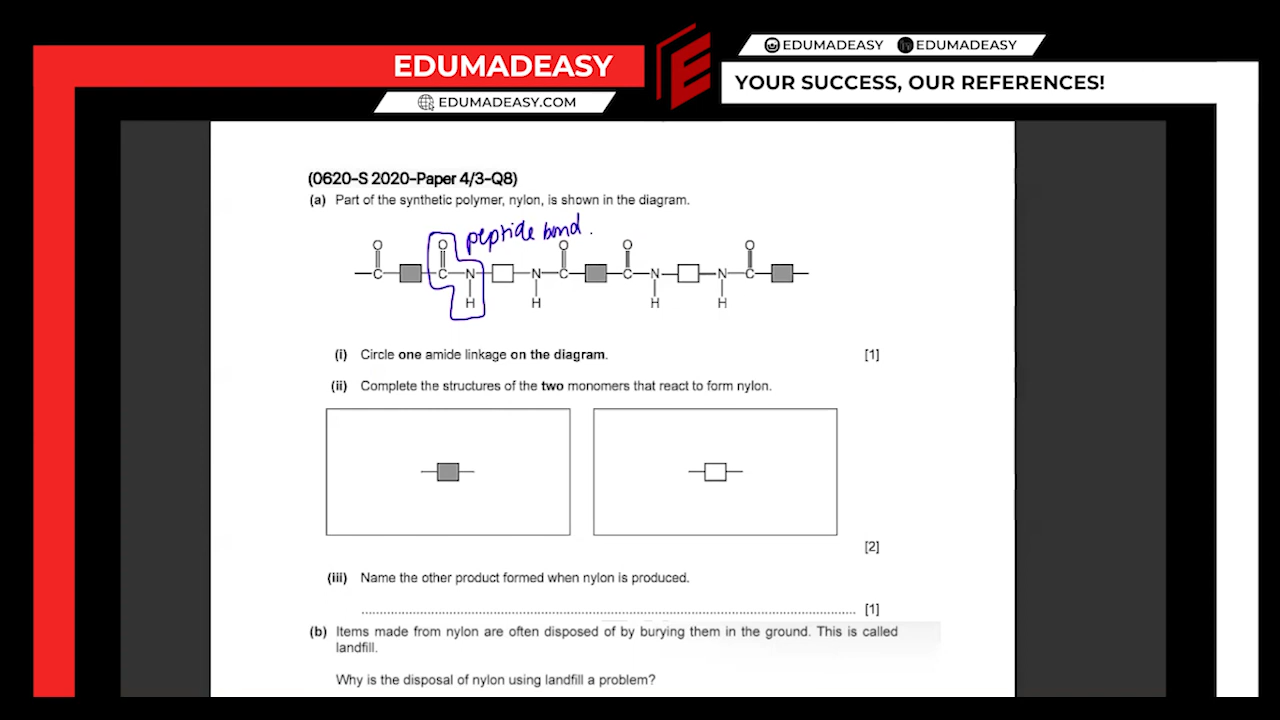 EDUMADEASY
EDUMADEASY.COM
EDUMADEASY EDUMADEASY
YOUR SUCCESS, OUR REFERENCES!
(0620-S 2020-Paper 4/3-Q8)
(a) Part of the synthetic polymer, nylon, is shown in the diagram.
peptide bond.
O O O O O
C C N N C C N N C
H H H H
(i) Circle one amide linkage on the diagram. [1]
(ii) Complete the structures of the two monomers that react to form nylon.
[2]
(iii) Name the other product formed when nylon is produced.
[1]
(b) Items made from nylon are often disposed of by burying them in the ground. This is called
landfill.
Why is the disposal of nylon using landfill a problem?